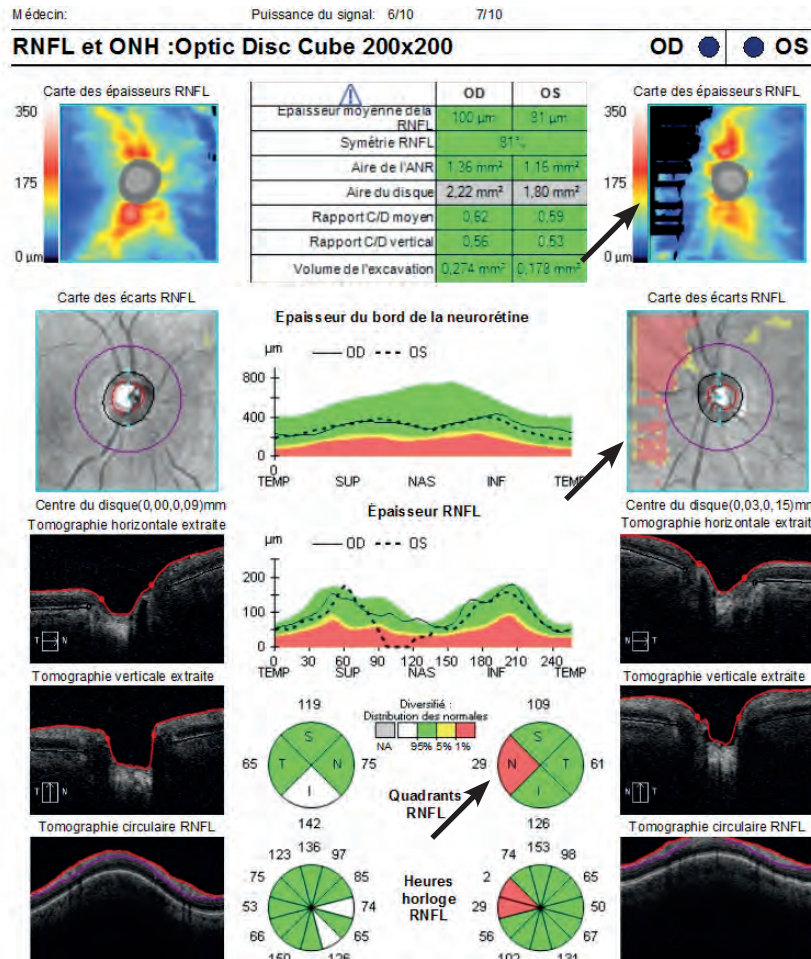 Médecin: Puissance du signal: 6/10 7/10
RNFL et ONH :Optic Disc Cube 200x200 OD OS
Carte des épaisseurs RNFL
350
175
0 µm
OD OS
Epaisseur moyenne dela RNFL 100 µm 81 µm
Symétrie RNFL 81%
Aire de l'ANR 1,36 mm² 1,16 mm²
Aire du disque 2,22 mm² 1,80 mm²
Rapport C/D moyen 0,62 0,59
Rapport C/D vertical 0,56 0,53
Volume de l'excavation 0,274 mm³ 0,178 mm³
Carte des épaisseurs RNFL
350
175
0 µm
Carte des écarts RNFL
Centre du disque(0,00,0,09)mm
Epaisseur du bord de la neurorétine
µm OD OS
800
400
0
0
TEMP SUP NAS INF TEMP
Carte des écarts RNFL
Centre du disque(0,03,0,15)mm
Tomographie horizontale extraite
T N
Épaisseur RNFL
µm OD OS
200
100
0
0 30 60 90 120 150 180 210 240
TEMP SUP NAS INF TEMP
Tomographie horizontale extrait
N T
Tomographie verticale extraite
T N
119
65 S T N I 75
142
Diversifié :
Distribution des normales
NA 95% 5% 1%
Quadrants
RNFL
109
29 S N T I 61
126
Tomographie verticale extraite
N T
Tomographie circulaire RNFL
136
123 97
75 85
53 74
66 65
150 126
Heures
horloge
RNFL
153
74 98
2 65
29 50
56 67
102 131
Tomographie circulaire RNFL